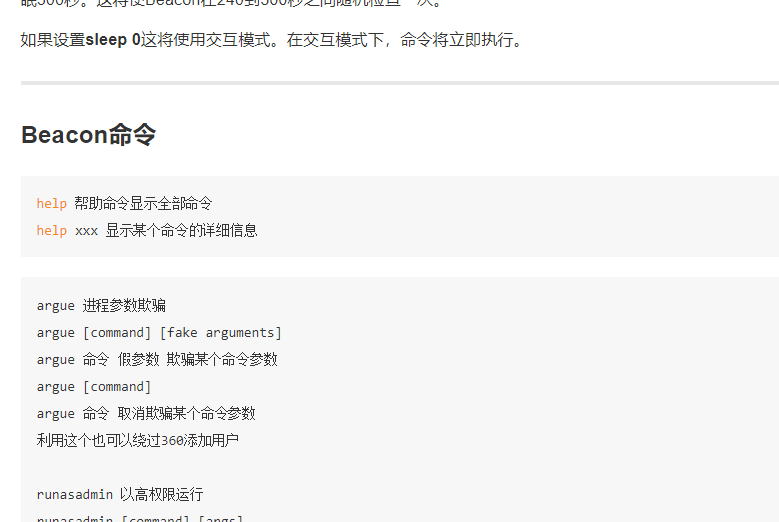 眠300秒。这将使Beacon在240到300秒之间随机检查一次。
如果设置sleep 0这将使用交互模式。在交互模式下，命令将立即执行。
Beacon命令
help 帮助命令显示全部命令
help xxx 显示某个命令的详细信息
argue 进程参数欺骗
argue [command] [fake arguments]
argue 命令 假参数 欺骗某个命令参数
argue [command]
argue 命令 取消欺骗某个命令参数
利用这个也可以绕过360添加用户
runasadmin 以高权限运行
runasadmin [command] [args]